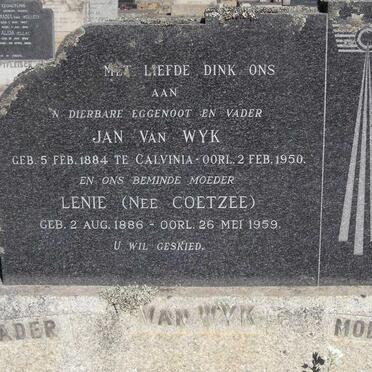 MET LIEFDE DINK ONS
AAN
'N DIERBARE EGGENOOT EN VADER
JAN VAN WYK
GEB. 5 FEB. 1884 TE CALVINIA - OORL. 2 FEB. 1950.
EN ONS BEMINDE MOEDER
LENIE (NEE COETZEE)
GEB. 2 AUG. 1886 - OORL. 26 MEI 1959.
U WIL GESKIED.
ADER VAN WYK MOE